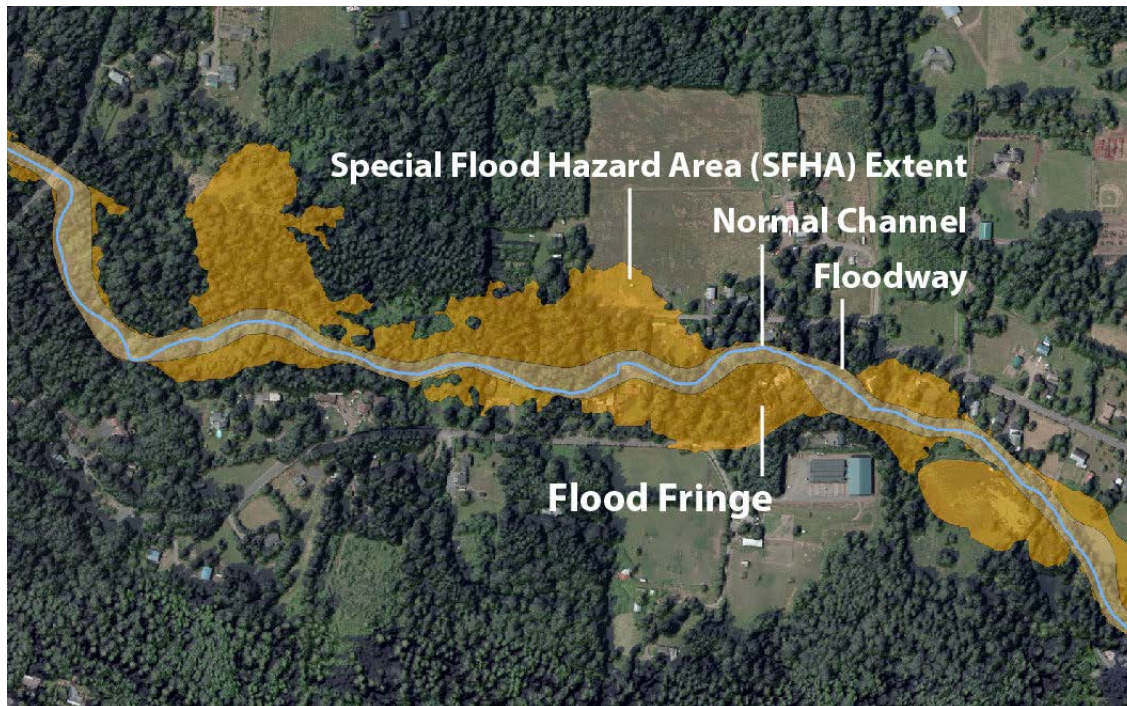 Special Flood Hazard Area (SFHA) Extent
Normal Channel
Floodway
Flood Fringe